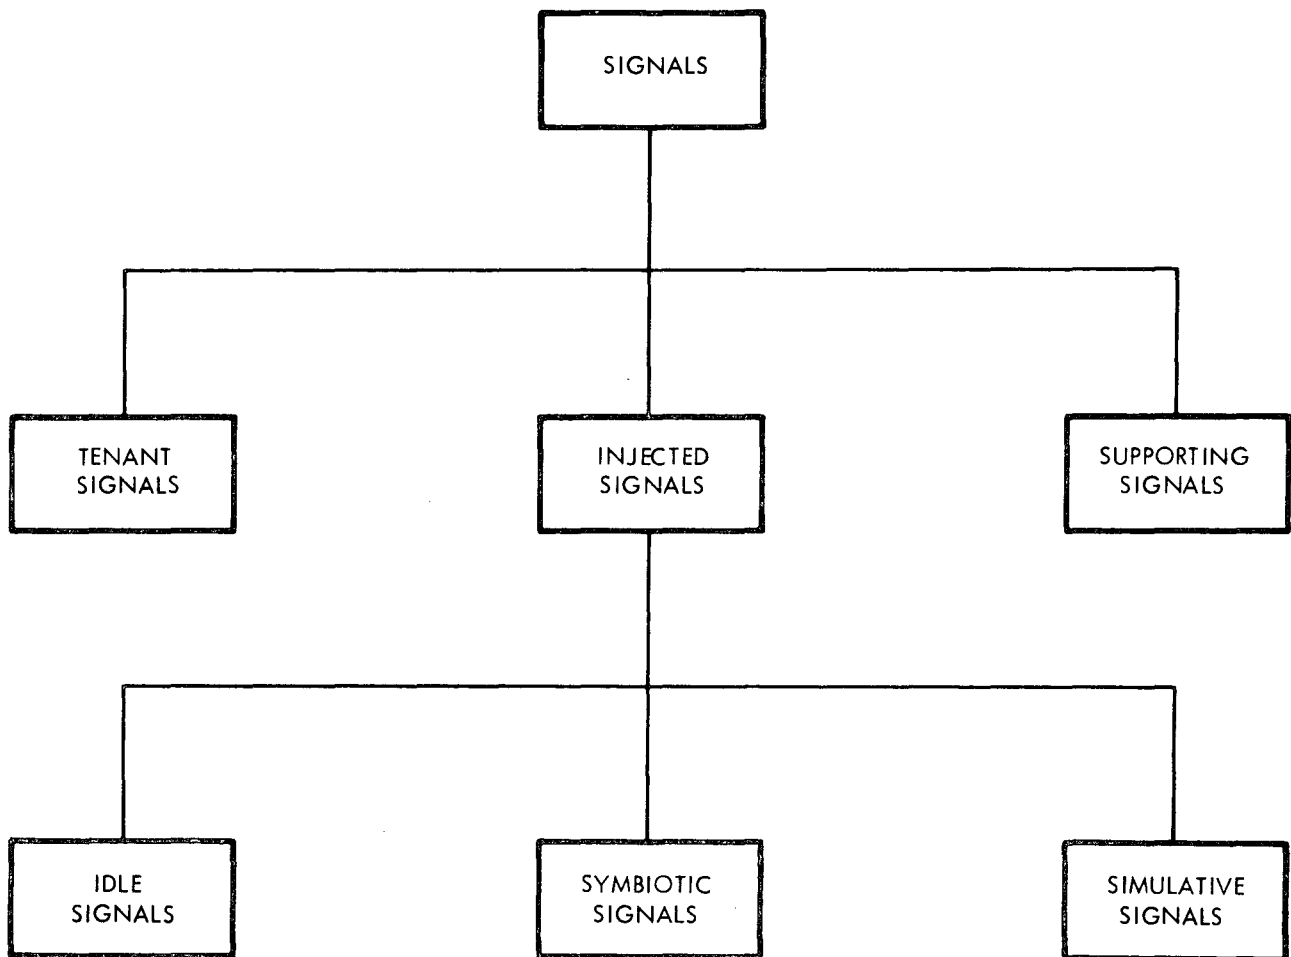 SIGNALS
TENANT
SIGNALS
INJECTED
SIGNALS
SUPPORTING
SIGNALS
IDLE
SIGNALS
SYMBIOTIC
SIGNALS
SIMULATIVE
SIGNALS